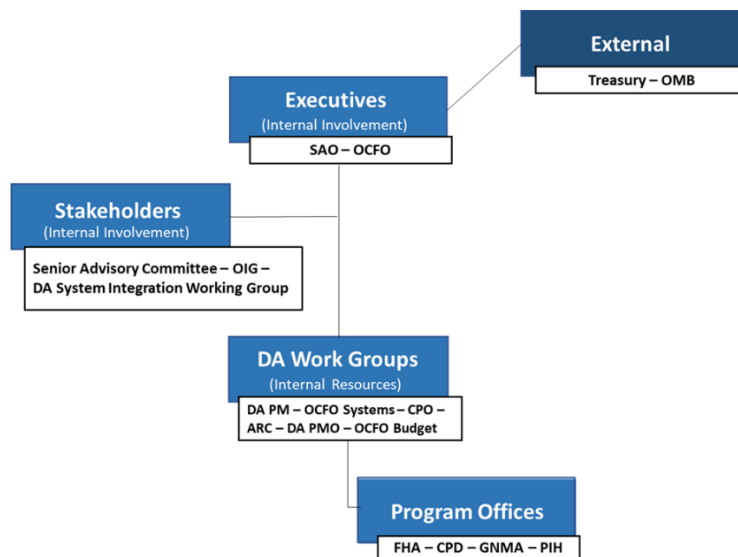 External
Treasury – OMB
Executives
(Internal Involvement)
SAO – OCFO
Stakeholders
(Internal Involvement)
Senior Advisory Committee – OIG –
DA System Integration Working Group
DA Work Groups
(Internal Resources)
DA PM – OCFO Systems – CPO –
ARC – DA PMO – OCFO Budget
Program Offices
FHA – CPD – GNMA – PIH